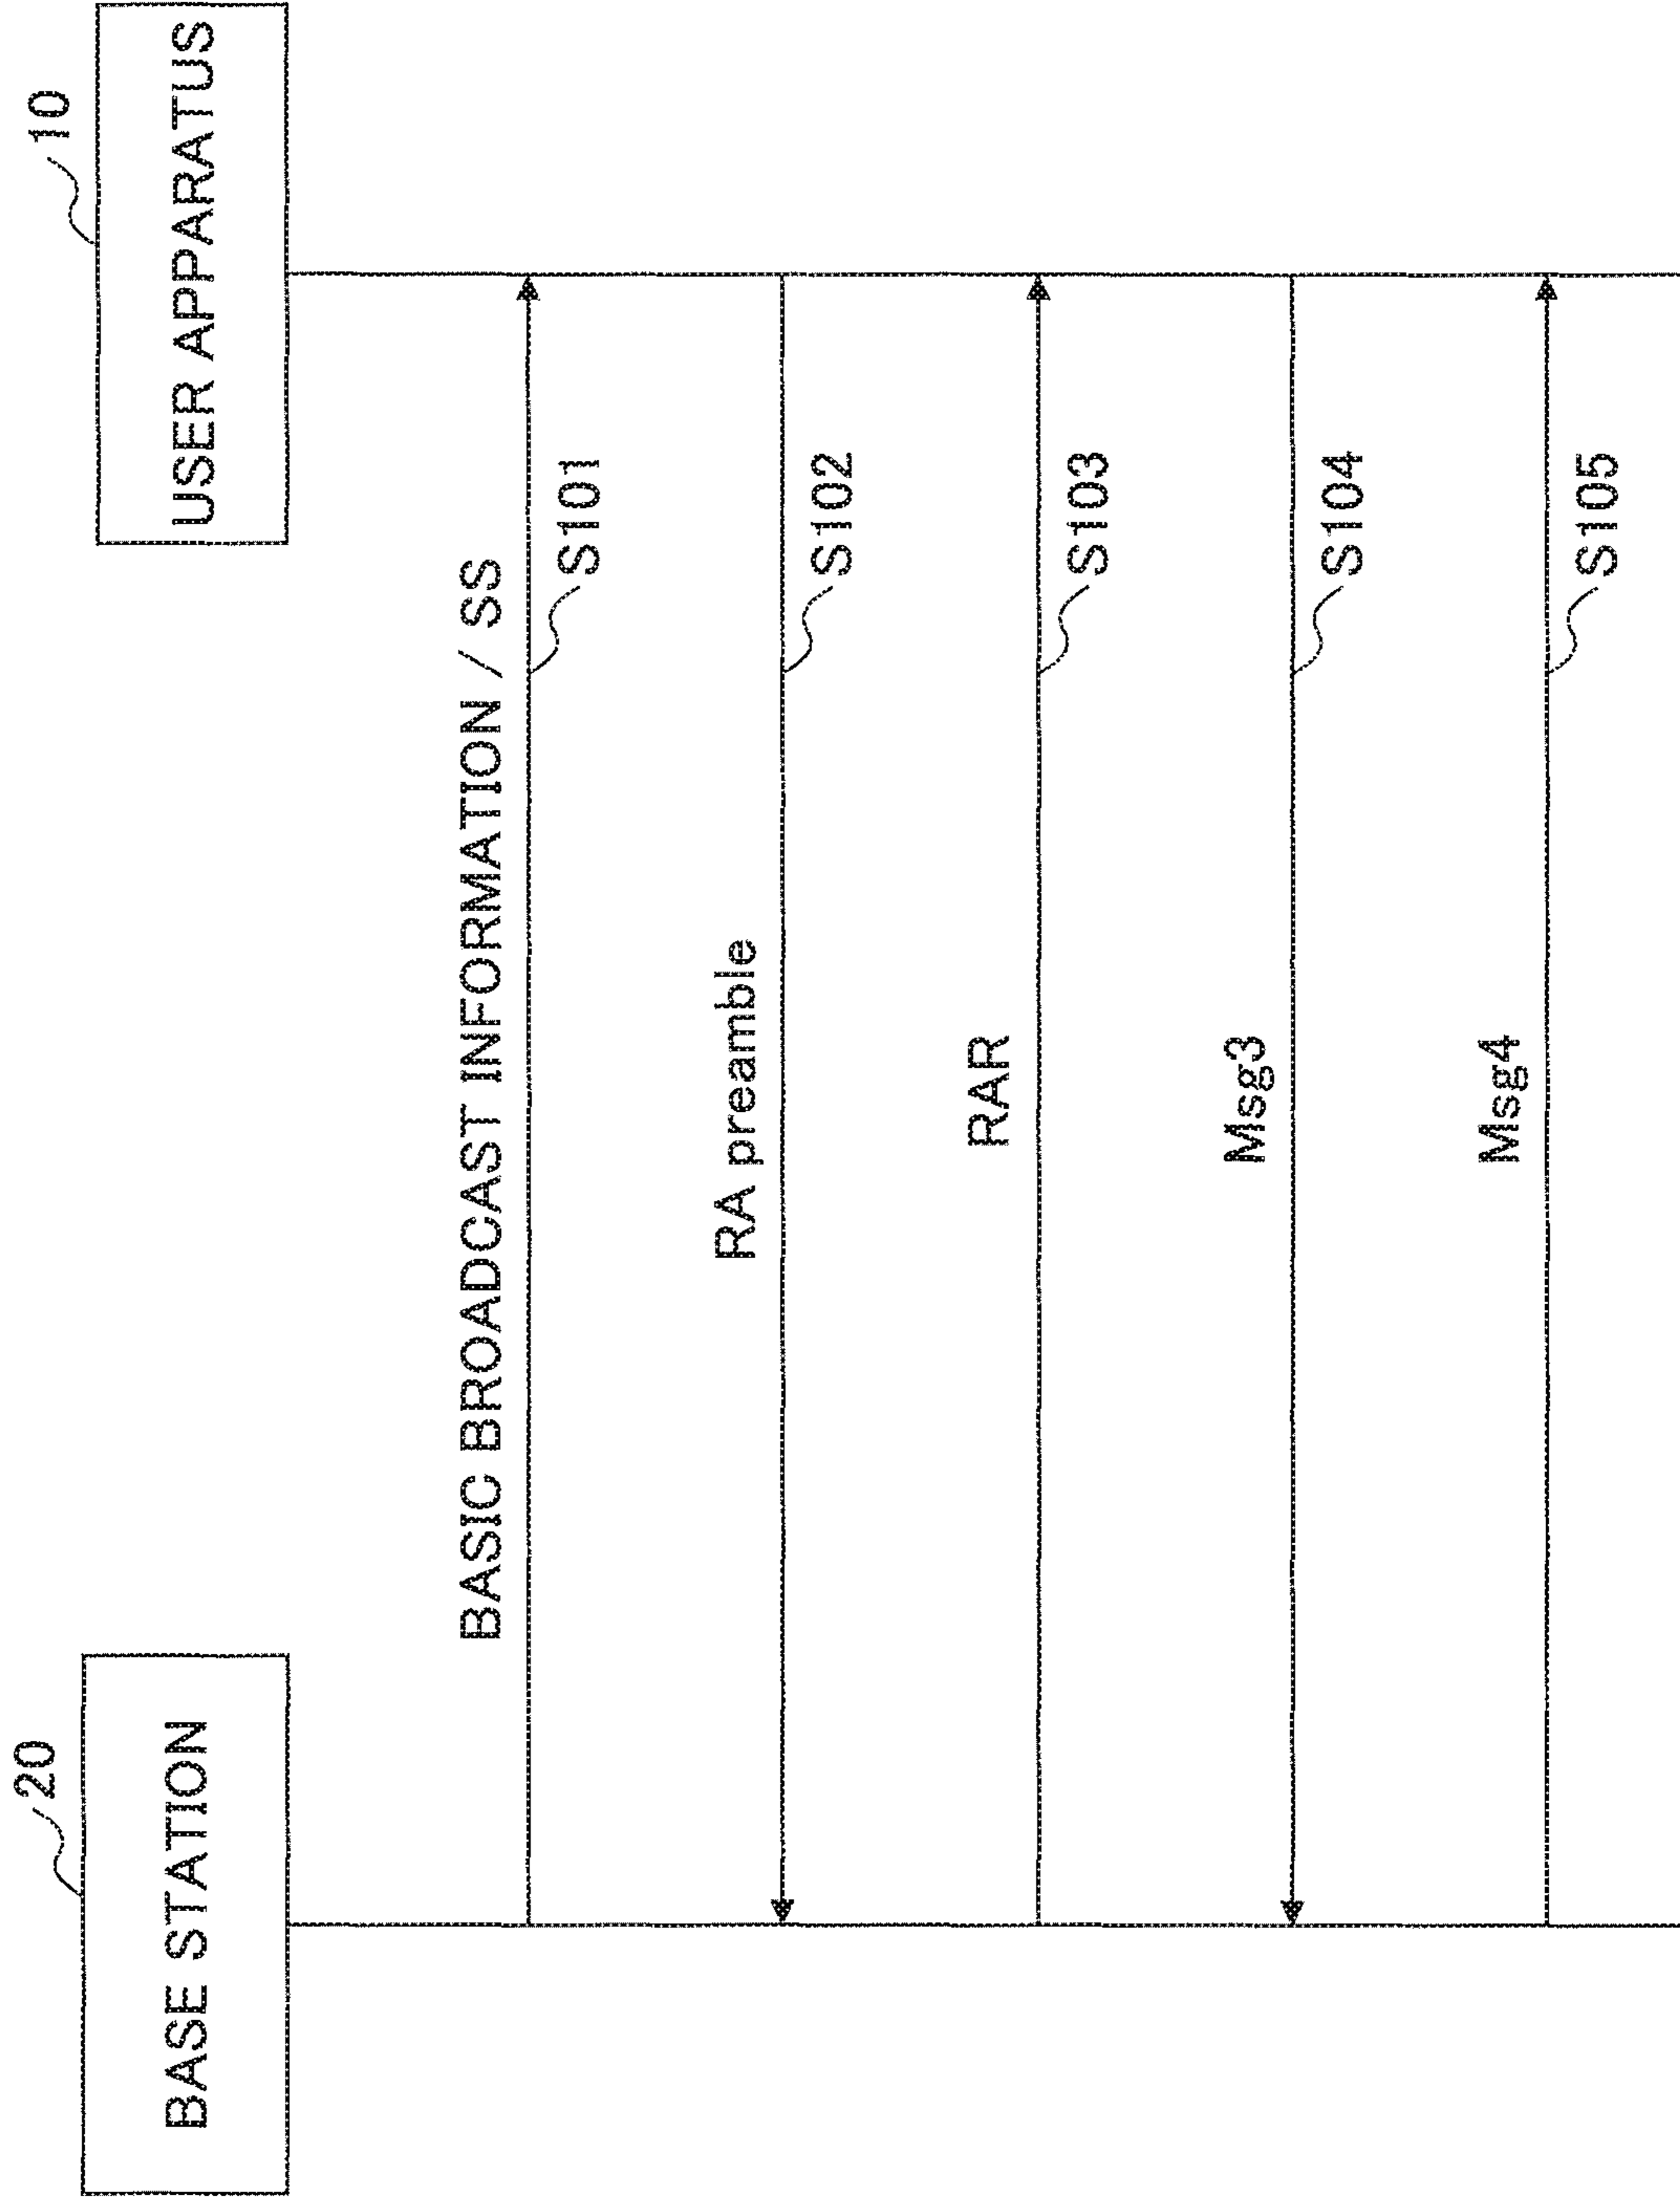 20
BASE STATION
10
USER APPARATUS
BASIC BROADCAST INFORMATION / SS
S101
RA preamble
S102
RAR
S103
Msg3
S104
Msg4
S105